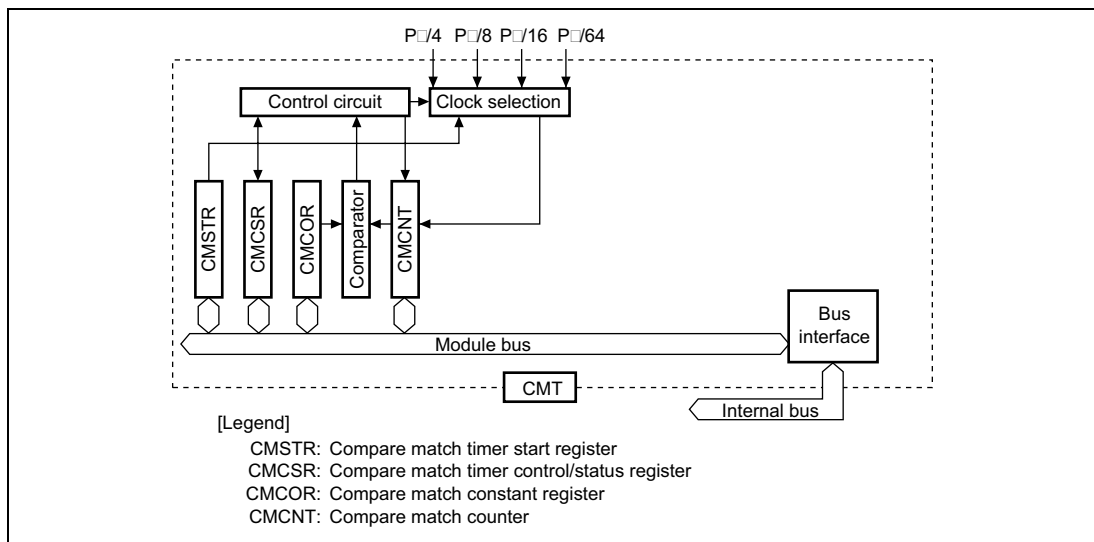 P□/4 P□/8 P□/16 P□/64
Control circuit
Clock selection
CMSTR
CMCSR
CMCOR
Comparator
CMCNT
Module bus
Bus
interface
CMT
Internal bus
[Legend]
CMSTR: Compare match timer start register
CMCSR: Compare match timer control/status register
CMCOR: Compare match constant register
CMCNT: Compare match counter